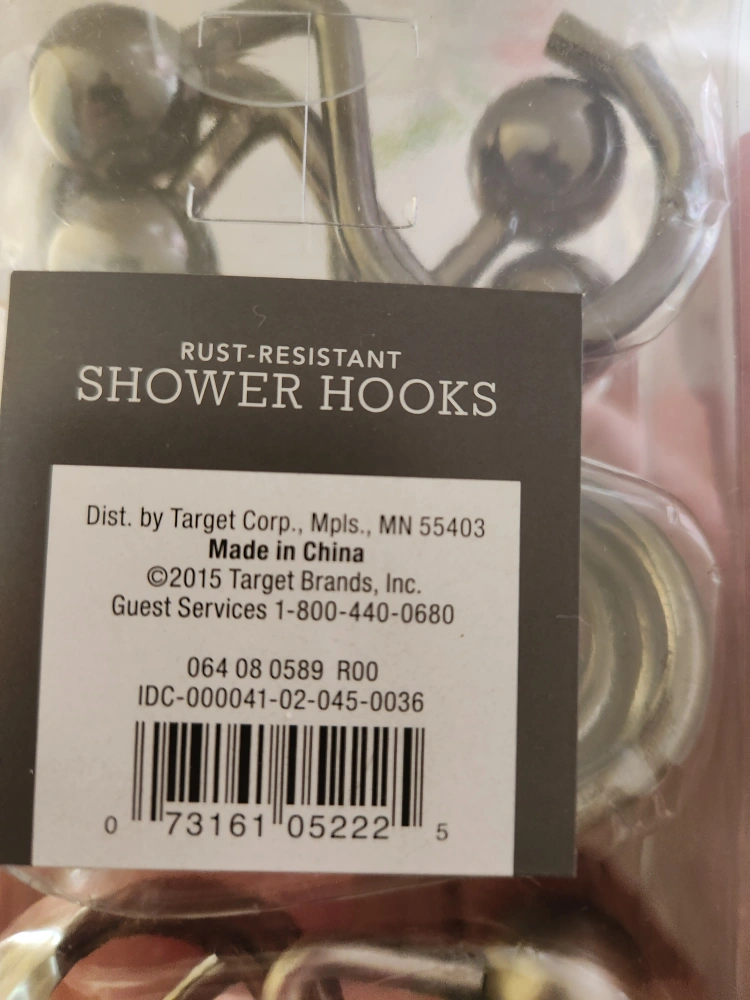 RUST-RESISTANT
SHOWER HOOKS
Dist. by Target Corp., Mpls., MN 55403
Made in China
©2015 Target Brands, Inc.
Guest Services 1-800-440-0680
064 08 0589 R00
IDC-000041-02-045-0036
0 73161 05222 5